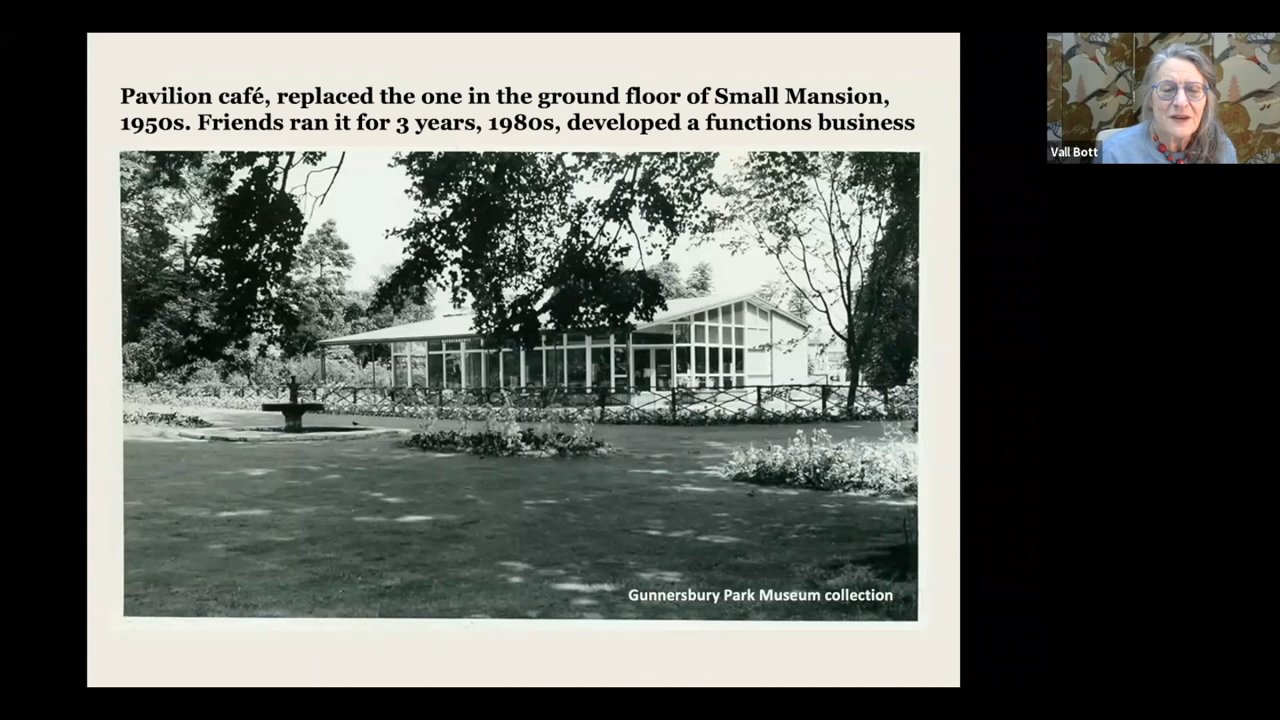 Pavilion café, replaced the one in the ground floor of Small Mansion,
1950s. Friends ran it for 3 years, 1980s, developed a functions business
Vall Bott
Gunnersbury Park Museum collection